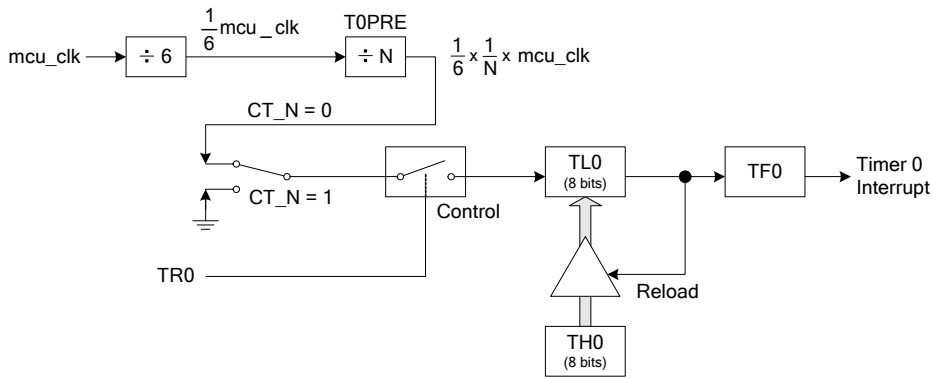 T0PRE
1/6 mcu_clk
mcu_clk
÷ 6
÷ N
1/6 x 1/N x mcu_clk
CT_N = 0
CT_N = 1
Control
TL0
(8 bits)
TF0
Timer 0
Interrupt
TR0
Reload
TH0
(8 bits)